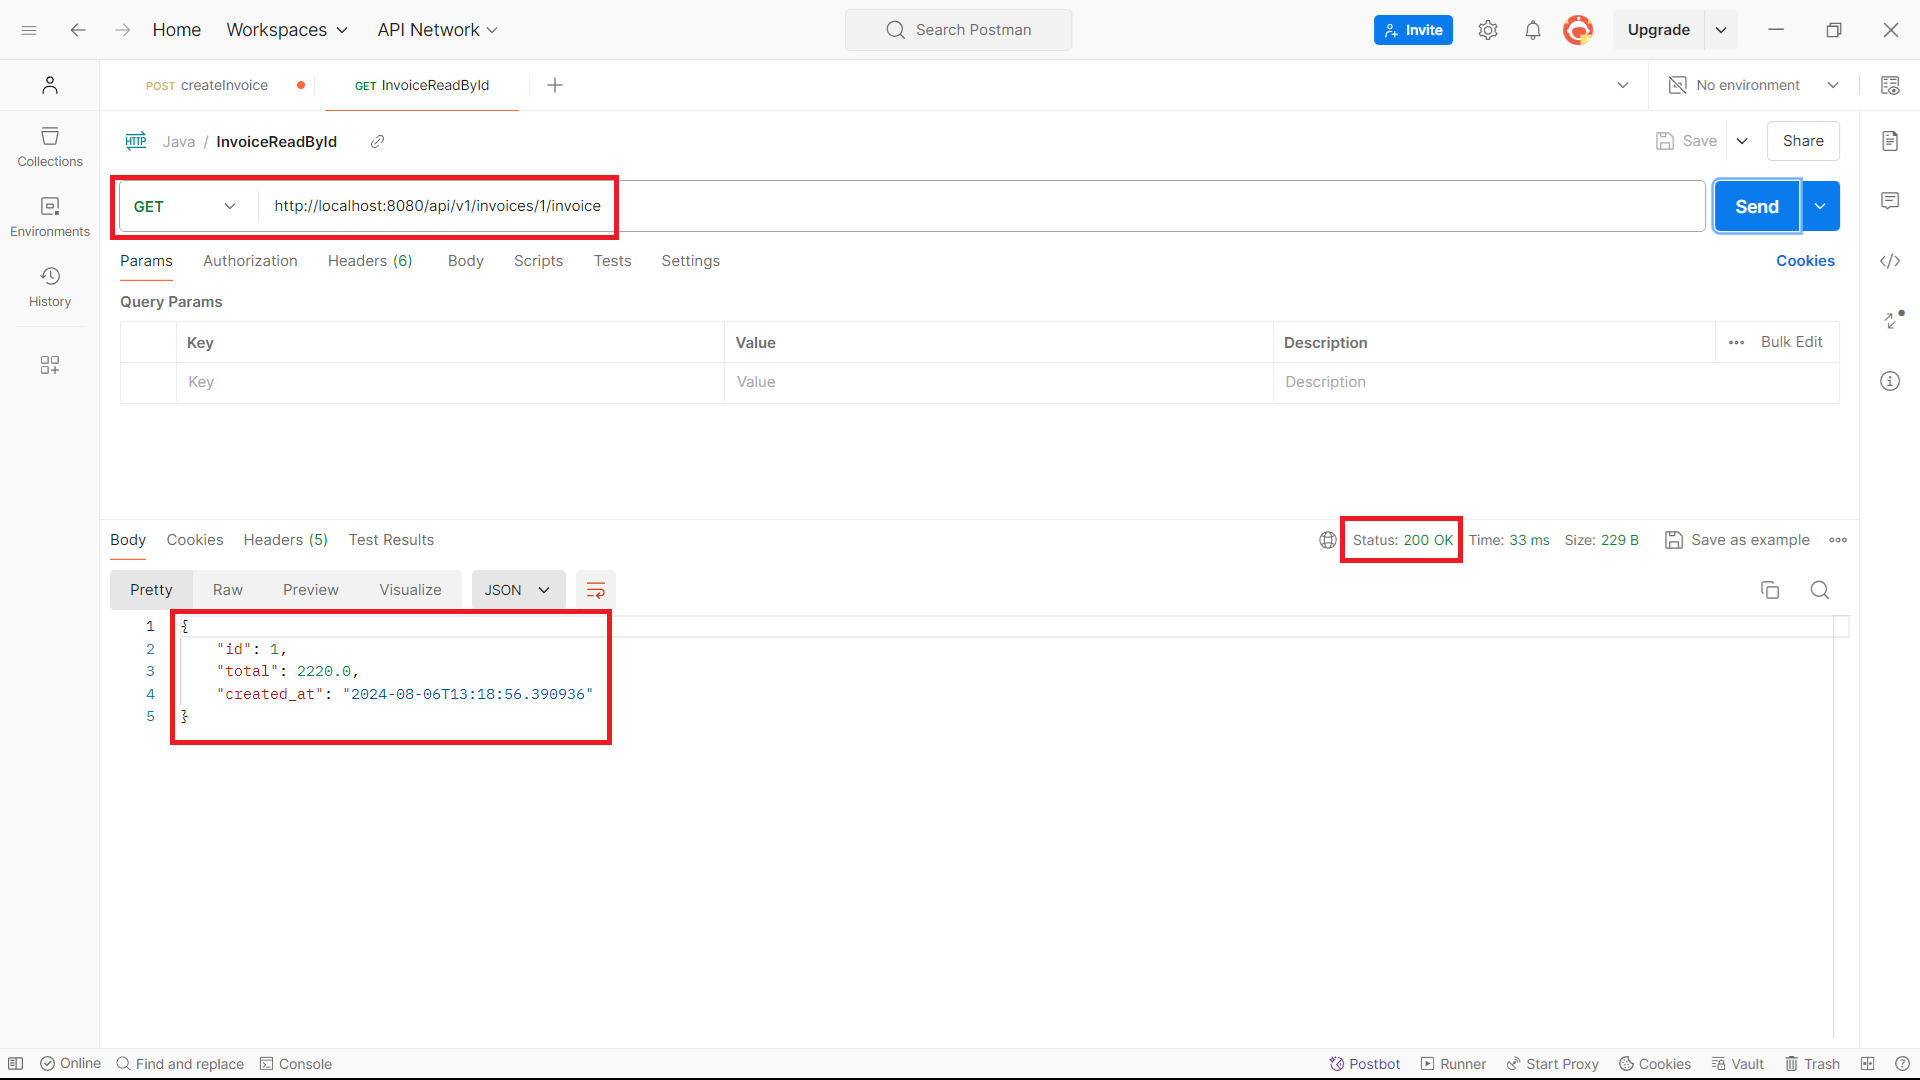 Home Workspaces API Network Search Postman Invite Upgrade
POST createInvoice GET InvoiceReadById No environment
HTTP Java / InvoiceReadById Save Share
Collections
GET http://localhost:8080/api/v1/invoices/1/invoice Send
Environments
Params Authorization Headers (6) Body Scripts Tests Settings Cookies
History
Query Params
Key Value Description Bulk Edit
Key Value Description
Body Cookies Headers (5) Test Results Status: 200 OK Time: 33 ms Size: 229 B Save as example
Pretty Raw Preview Visualize JSON
1 {
2 "id": 1,
3 "total": 2220.0,
4 "created_at": "2024-08-06T13:18:56.390936"
5 }
Online Find and replace Console Postbot Runner Start Proxy Cookies Vault Trash